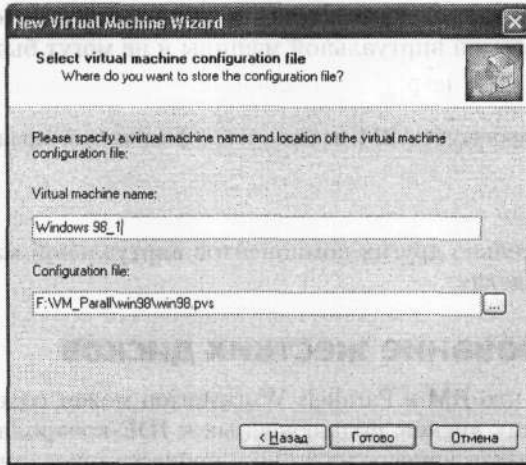 New Virtual Machine Wizard
Select virtual machine configuration file
Where do you want to store the configuration file?
Please specify a virtual machine name and location of the virtual machine
configuration file:
Virtual machine name:
Windows 98_1
Configuration file:
F:\VM_Parall\win98\win98.pvs
...
< Назад
Готово
Отмена